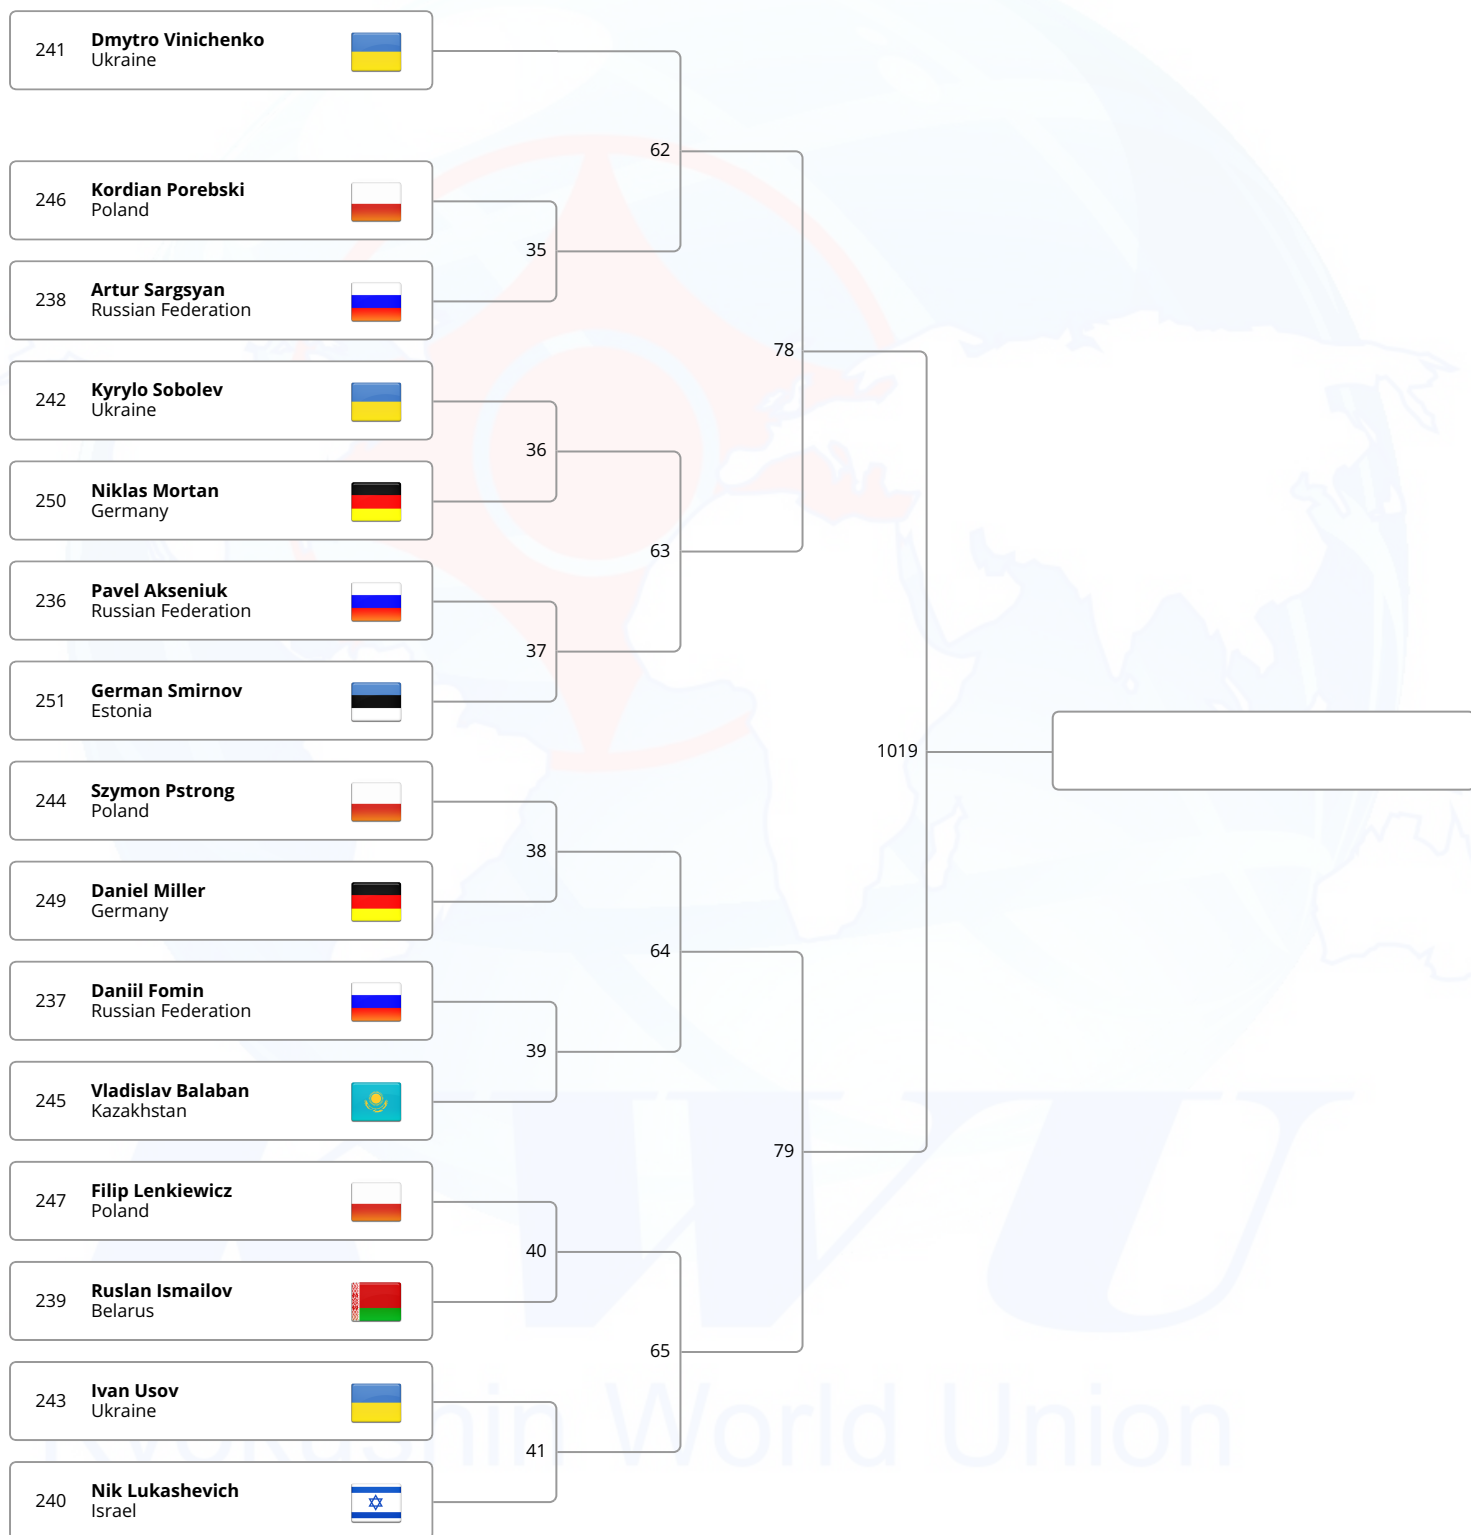 241 Dmytro Vinichenko
Ukraine
62
246 Kordian Porebski
Poland
35
238 Artur Sargsyan
Russian Federation
78
242 Kyrylo Sobolev
Ukraine
36
250 Niklas Mortan
Germany
63
236 Pavel Akseniuk
Russian Federation
37
251 German Smirnov
Estonia
1019
244 Szymon Pstrong
Poland
38
249 Daniel Miller
Germany
64
237 Daniil Fomin
Russian Federation
39
245 Vladislav Balaban
Kazakhstan
79
247 Filip Lenkiewicz
Poland
40
239 Ruslan Ismailov
Belarus
65
243 Ivan Usov
Ukraine
41
240 Nik Lukashevich
Israel
KWU
Kyokushin World Union